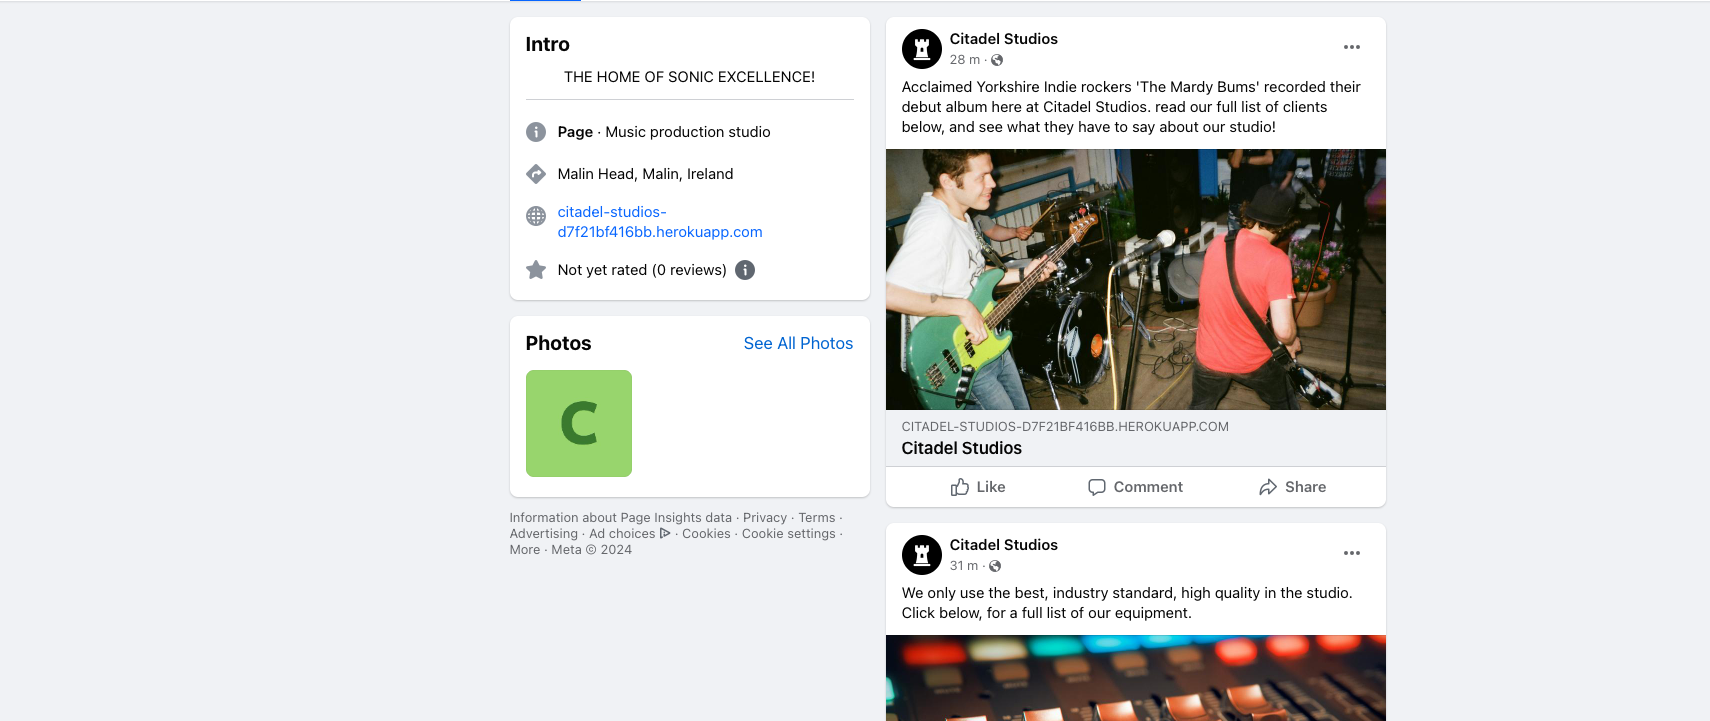 Intro
THE HOME OF SONIC EXCELLENCE!
Page · Music production studio
Malin Head, Malin, Ireland
citadel-studios-
d7f21bf416bb.herokuapp.com
Not yet rated (0 reviews)
Photos
See All Photos
C
Information about Page Insights data · Privacy · Terms ·
Advertising · Ad choices · Cookies · Cookie settings ·
More · Meta © 2024
Citadel Studios
28 m ·
Acclaimed Yorkshire Indie rockers 'The Mardy Bums' recorded their
debut album here at Citadel Studios. read our full list of clients
below, and see what they have to say about our studio!
CITADEL-STUDIOS-D7F21BF416BB.HEROKUAPP.COM
Citadel Studios
Like
Comment
Share
Citadel Studios
31 m ·
We only use the best, industry standard, high quality in the studio.
Click below, for a full list of our equipment.